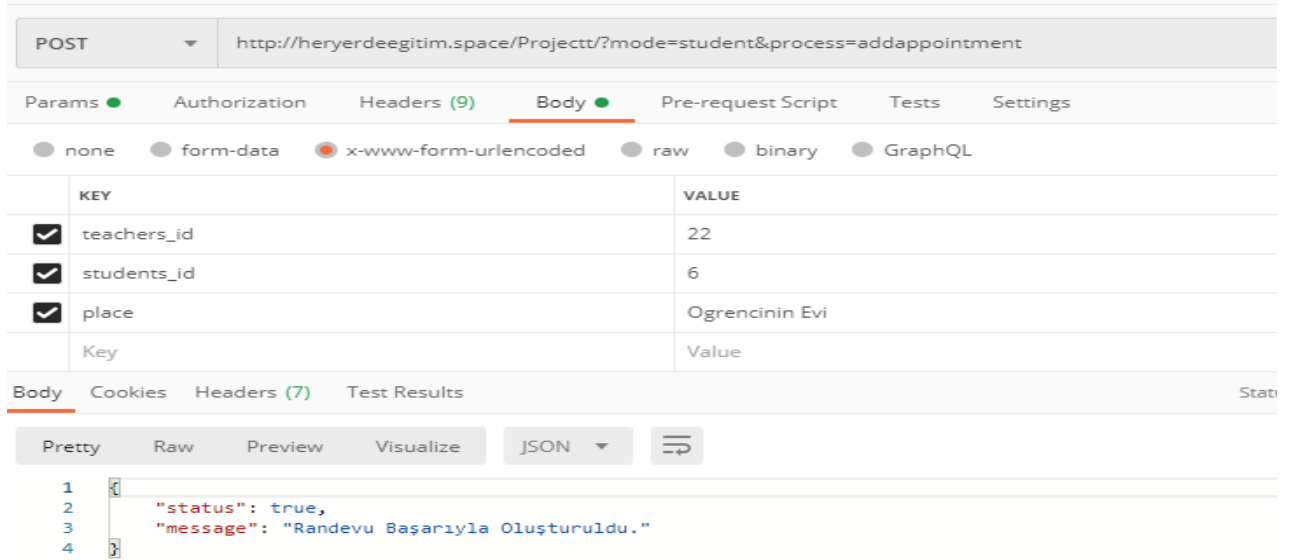 POST http://heryerdeegitim.space/Projectt/?mode=student&process=addappointment
Params Authorization Headers (9) Body Pre-request Script Tests Settings
none form-data x-www-form-urlencoded raw binary GraphQL
KEY VALUE
teachers_id 22
students_id 6
place Ogrencinin Evi
Key Value
Body Cookies Headers (7) Test Results
Pretty Raw Preview Visualize JSON
1 {
2 "status": true,
3 "message": "Randevu Başarıyla Oluşturuldu."
4 }